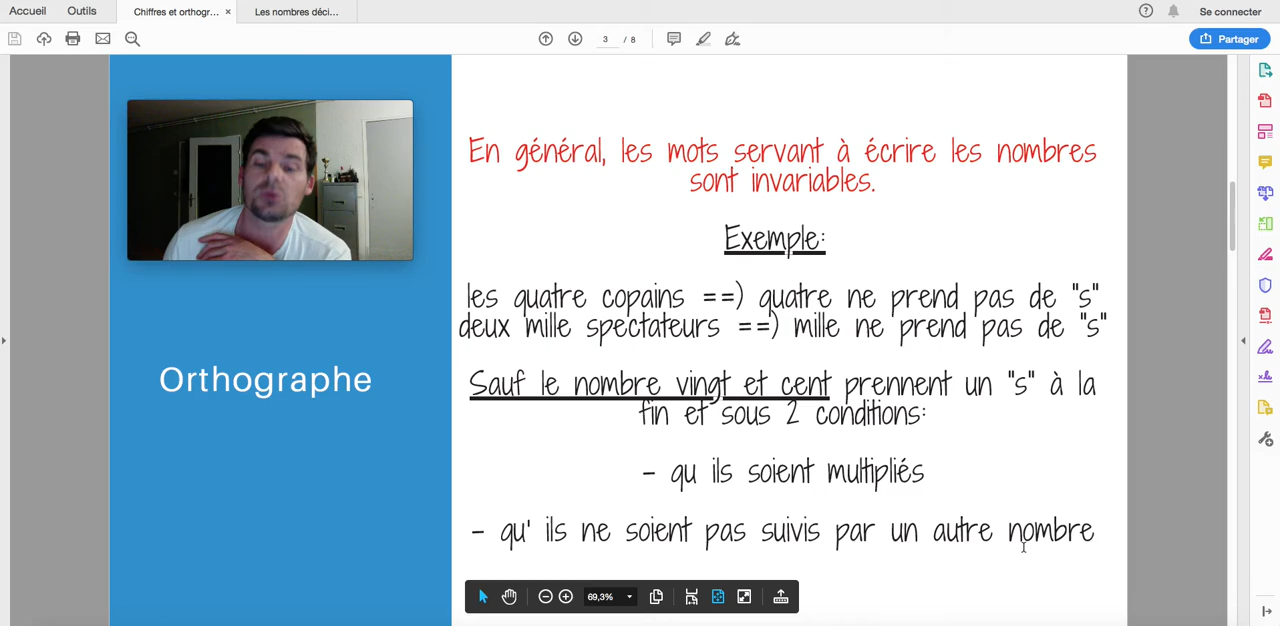 Accueil Outils Chiffres et orthogr... × Les nombres déci... Se connecter
3 / 8 Partager
En général, les mots servant à écrire les nombres
sont invariables.
Exemple:
les quatre copains ==) quatre ne prend pas de "s"
deux mille spectateurs ==) mille ne prend pas de "s"
Orthographe
Sauf le nombre vingt et cent prennent un "s" à la
fin et sous 2 conditions:
- qu ils soient multipliés
- qu' ils ne soient pas suivis par un autre nombre
69,3%